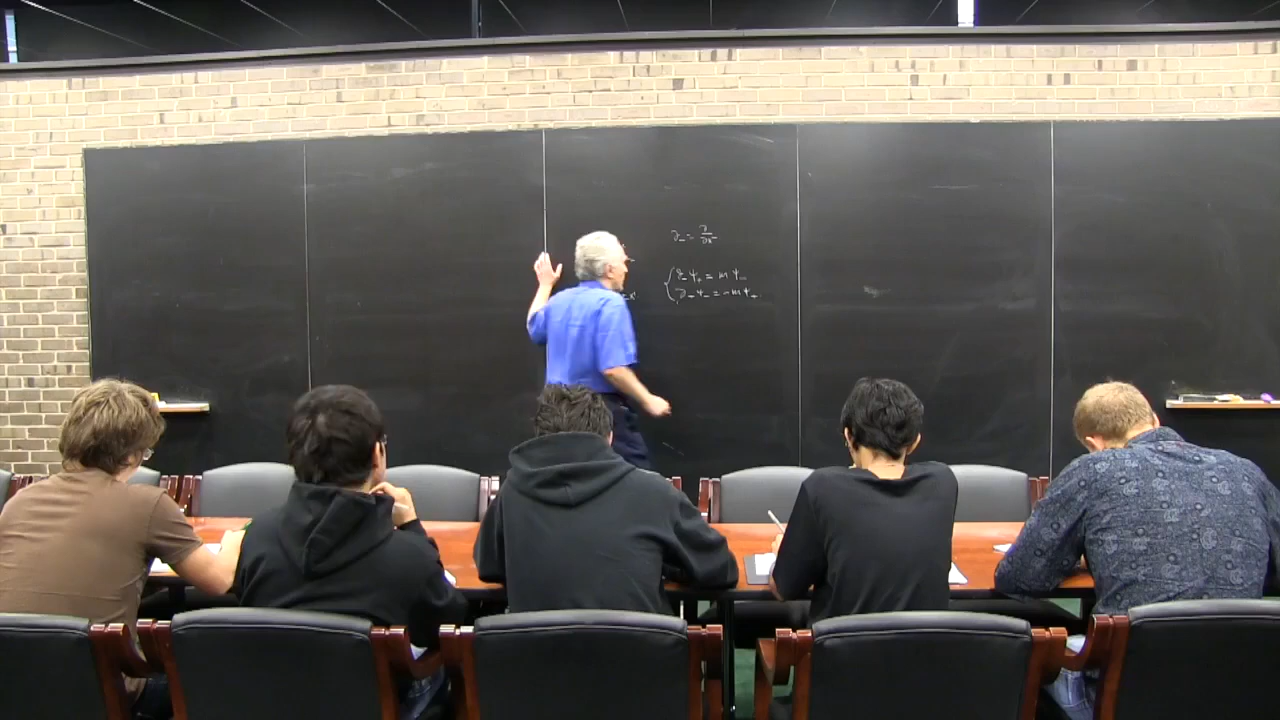 ∂₋ = ∂/∂x⁻
{ ∂₋ψ₊ = mψ₋
∂₊ψ₋ = -mψ₊.